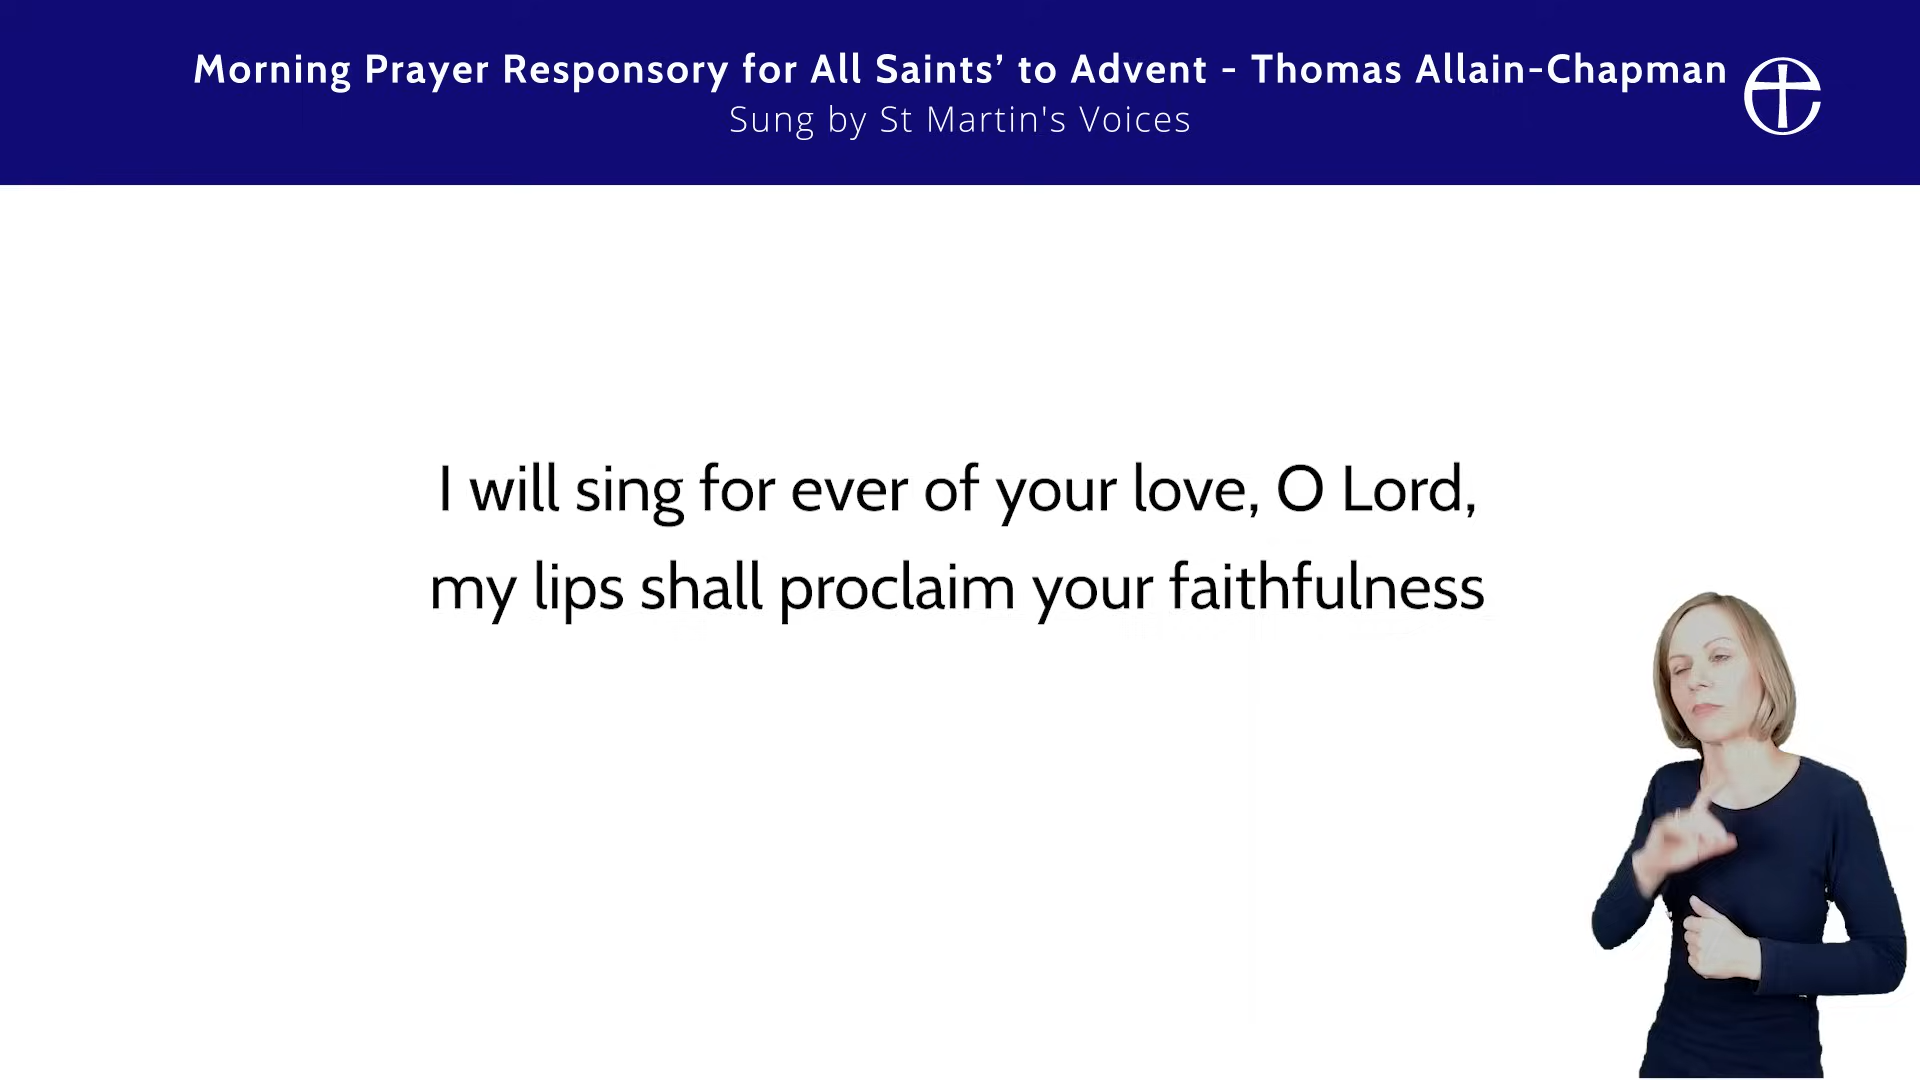 Morning Prayer Responsory for All Saints’ to Advent - Thomas Allain-Chapman
Sung by St Martin's Voices
I will sing for ever of your love, O Lord,
my lips shall proclaim your faithfulness